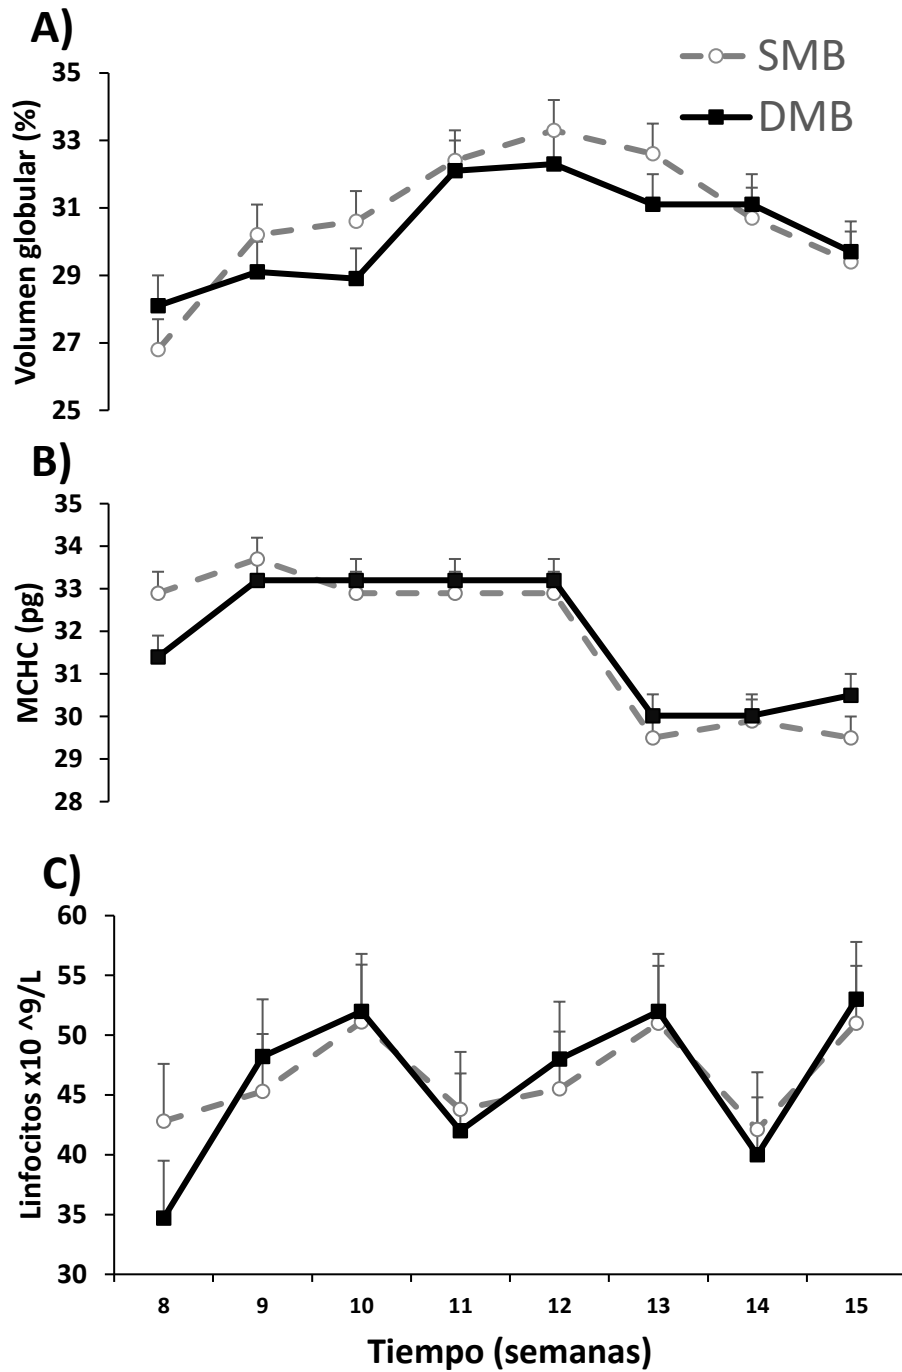 A)
SMB
DMB
Volumen globular (%)
35
33
31
29
27
25
B)
MCHC (pg)
35
34
33
32
31
30
29
28
C)
Linfocitos x10 ^9/L
60
55
50
45
40
35
30
8 9 10 11 12 13 14 15
Tiempo (semanas)